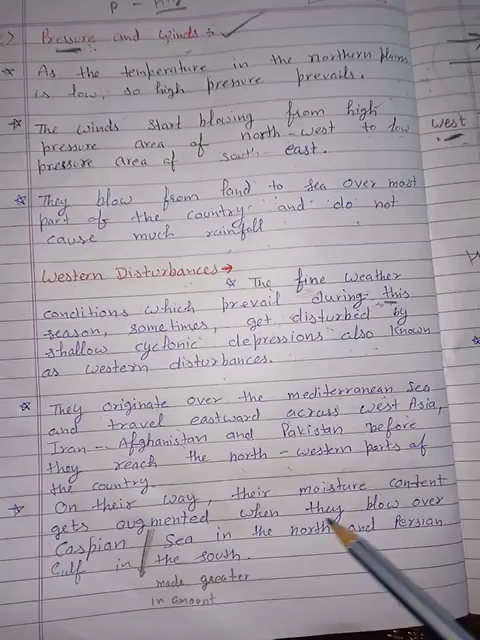 Pressure and Winds :-
* As the temperature in the northern plains
is low, so high pressure prevails.
* The winds start blowing from high
pressure area of north-west to low
west
pressure area of south-east.
* They blow from land to sea over most
part of the country and do not
cause much rainfall
Western Disturbances →
* The fine weather
conditions which prevail during this
season, sometimes, get disturbed by
shallow cyclonic depressions also known
as western disturbances.
* They originate over the mediterranean Sea
and travel eastward across west Asia,
Iran - Afghanistan and Pakistan before
they reach the north-western parts of
the country.
* On their way, their moisture content
gets augmented when they blow over
Caspian Sea in the north and Persian
Gulf in the south.
made greater
in amount